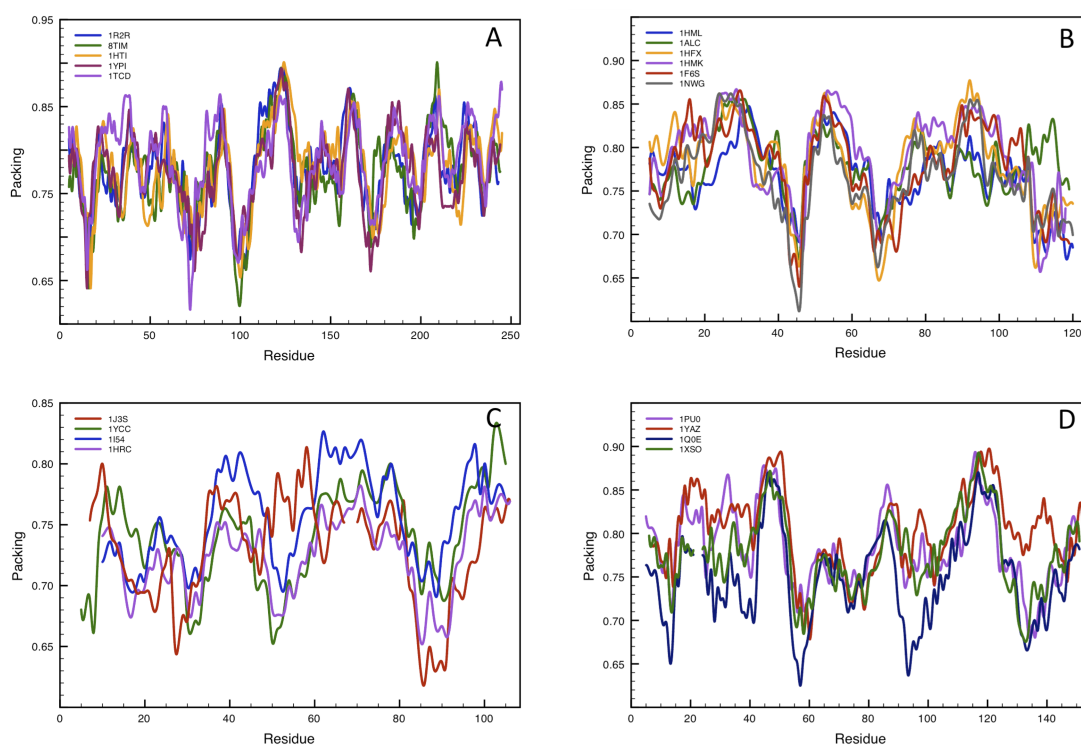 A
1R2R
8TIM
1HTI
1YPI
1TCD
Packing
0.95
0.85
0.75
0.65
0 50 100 150 200 250
Residue
B
1HML
1ALC
1HFX
1HMK
1F6S
1NWG
Packing
0.90
0.85
0.80
0.75
0.70
0.65
0 20 40 60 80 100 120
Residue
C
1J3S
1YCC
1I54
1HRC
Packing
0.85
0.80
0.75
0.70
0.65
0 20 40 60 80 100
Residue
D
1PU0
1YAZ
1Q0E
1XSO
Packing
0.90
0.85
0.80
0.75
0.70
0.65
0 20 40 60 80 100 120 140
Residue